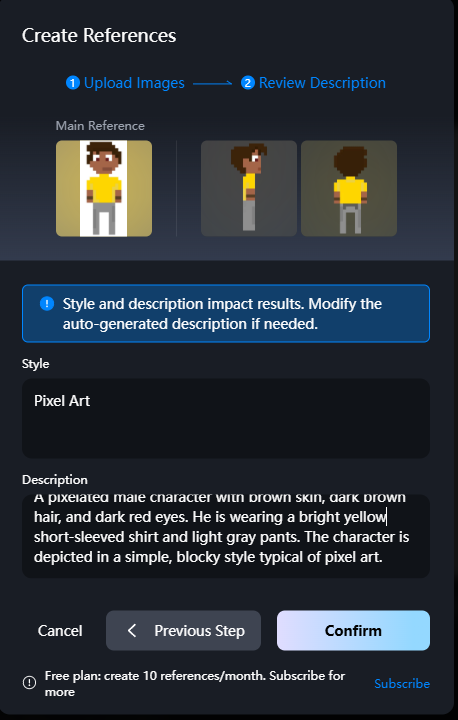 Create References
1 Upload Images
2 Review Description
Main Reference
Style and description impact results. Modify the
auto-generated description if needed.
Style
Pixel Art
Description
A pixelated male character with brown skin, dark brown
hair, and dark red eyes. He is wearing a bright yellow
short-sleeved shirt and light gray pants. The character is
depicted in a simple, blocky style typical of pixel art.
Cancel
Previous Step
Confirm
Free plan: create 10 references/month. Subscribe for
more
Subscribe